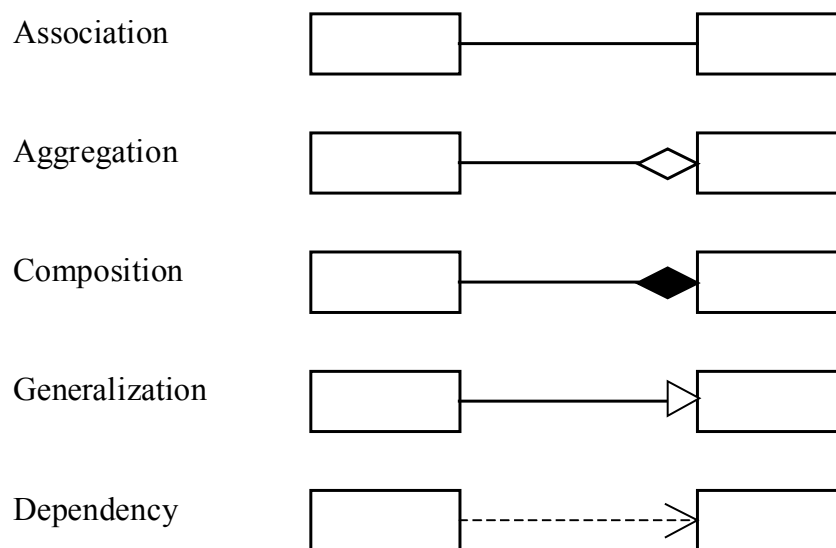 Association
Aggregation
Composition
Generalization
Dependency